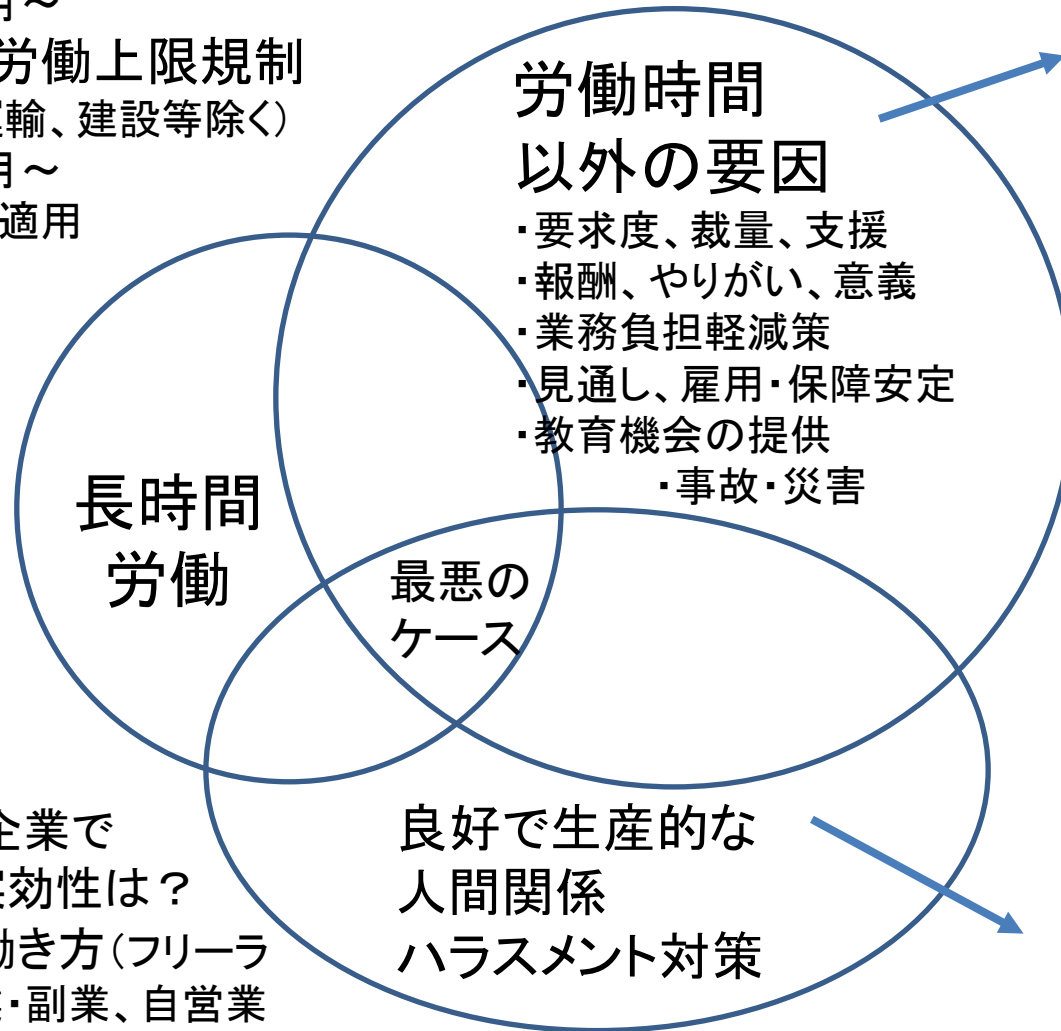 月~
労働上限規制
輸、建設等除く)
月~
適用
労働時間
以外の要因
・要求度、裁量、支援
・報酬、やりがい、意義
・業務負担軽減策
・見通し、雇用・保障安定
・教育機会の提供
・事故・災害
長時間
労働
最悪の
ケース
良好で生産的な
人間関係
ハラスメント対策
企業で
効性は?
働き方(フリーラ
・副業、自営業